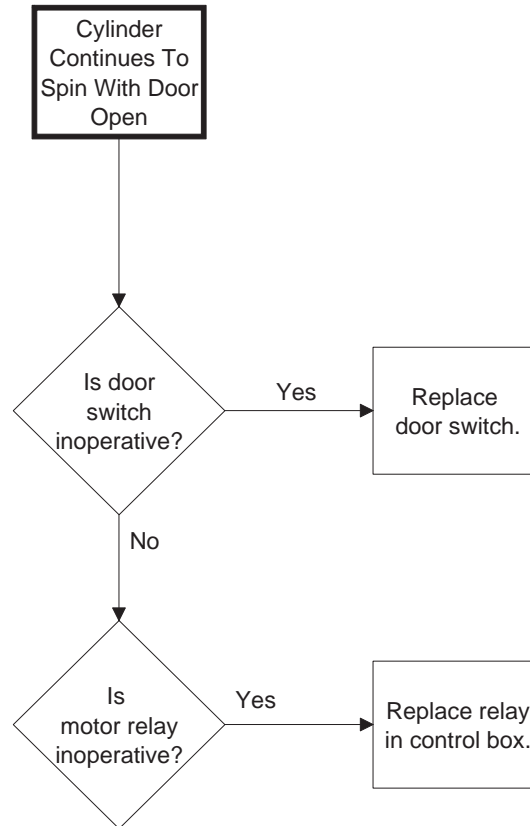 Cylinder
Continues To
Spin With Door
Open
Is door
switch
inoperative?
Yes
Replace
door switch.
No
Is
motor relay
inoperative?
Yes
Replace relay
in control box.